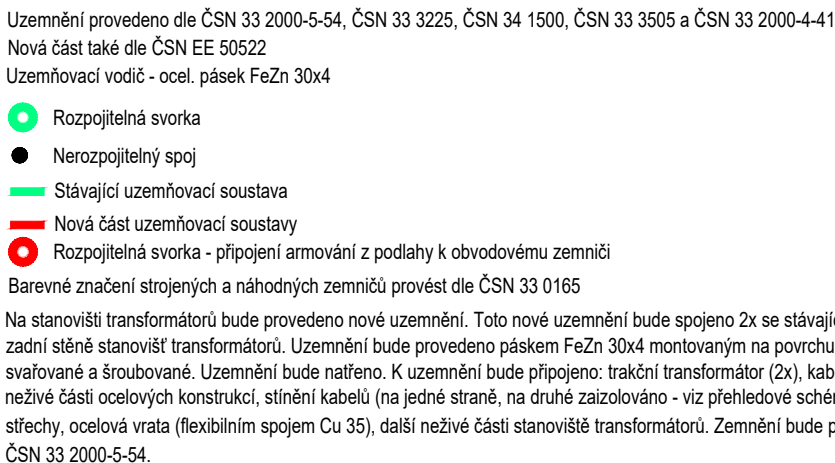 Uzemnění provedeno dle ČSN 33 2000-5-54, ČSN 33 3225, ČSN 34 1500, ČSN 33 3505 a ČSN 33 2000-4-41
Nová část také dle ČSN EE 50522
Uzemňovací vodič - ocel. pásek FeZn 30x4
Rozpojitelná svorka
Nerozpojitelný spoj
Stávající uzemňovací soustava
Nová část uzemňovací soustavy
Rozpojitelná svorka - připojení armování z podlahy k obvodovému zemniči
Barevné značení strojených a náhodných zemničů provést dle ČSN 33 0165
Na stanovišti transformátorů bude provedeno nové uzemnění. Toto nové uzemnění bude spojeno 2x se
zadní stěně stanovišť transformátorů. Uzemnění bude provedeno páskem FeZn 30x4 montovaným na povrchu
svařované a šroubované. Uzemnění bude natřeno. K uzemnění bude připojeno: trakční transformátor (2x),
neživé části ocelových konstrukcí, stínění kabelů (na jedné straně, na druhé zaizolováno - viz přehledové
střechy, ocelová vrata (flexibilním spojem Cu 35), další neživé části stanoviště transformátorů. Zemnění bude
ČSN 33 2000-5-54.